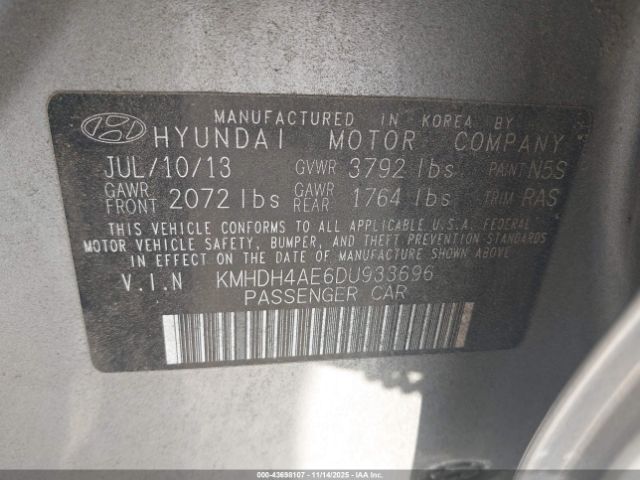 MANUFACTURED IN KOREA BY
HYUNDAI MOTOR COMPANY
JUL/10/13 GVWR 3792 lbs PAINT N5S
GAWR FRONT 2072 lbs GAWR REAR 1764 lbs TRIM RAS
THIS VEHICLE CONFORMS TO ALL APPLICABLE U.S.A. FEDERAL
MOTOR VEHICLE SAFETY, BUMPER, AND THEFT PREVENTION STANDARDS
IN EFFECT ON THE DATE OF MANUFACTURE SHOWN ABOVE
V.I.N KMHDH4AE6DU933696
PASSENGER CAR
000-43698107 - 11/14/2025 - IAAI.COM